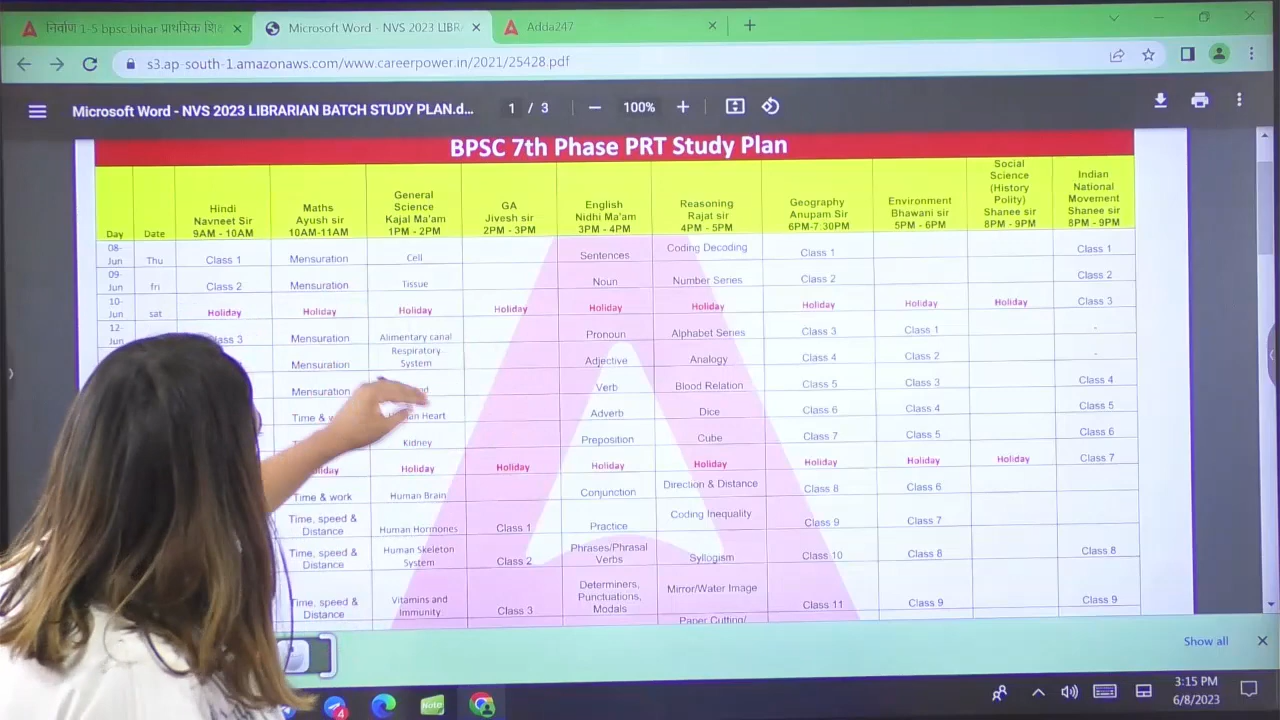 निर्वाण 1-5 bpsc bihar प्राथमिक शि
Microsoft Word - NVS 2023 LIBR
Adda247
s3.ap-south-1.amazonaws.com/www.careerpower.in/2021/25428.pdf
Microsoft Word - NVS 2023 LIBRARIAN BATCH STUDY PLAN.d...
1 / 3
100%
BPSC 7th Phase PRT Study Plan
Day Date Hindi Navneet Sir 9AM - 10AM Maths Ayush sir 10AM-11AM General Science Kajal Ma'am 1PM - 2PM GA Jivesh sir 2PM - 3PM English Nidhi Ma'am 3PM - 4PM Reasoning Rajat sir 4PM - 5PM Geography Anupam Sir 6PM-7:30PM Environment Bhawani sir 5PM - 6PM Social Science (History Polity) Shanee sir 8PM - 9PM Indian National Movement Shanee sir 8PM - 9PM
08-Jun Thu Class 1 Mensuration Cell Sentences Coding Decoding Class 1 Class 1
09-Jun fri Class 2 Mensuration Tissue Noun Number Series Class 2 Class 2
10-Jun sat Holiday Holiday Holiday Holiday Holiday Holiday Holiday Holiday Holiday Class 3
12-Jun lass 3 Mensuration Alimentary canal Pronoun Alphabet Series Class 3 Class 1 -
Mensuration Respiratory System Adjective Analogy Class 4 Class 2 -
Mensuration Verb Blood Relation Class 5 Class 3 Class 4
Time & an Heart Adverb Dice Class 6 Class 4 Class 5
Kidney Preposition Cube Class 7 Class 5 Class 6
liday Holiday Holiday Holiday Holiday Holiday Holiday Holiday Class 7
Time & work Human Brain Conjunction Direction & Distance Class 8 Class 6
Time, speed & Distance Human Hormones Class 1 Practice Coding Inequality Class 9 Class 7
Time, speed & Distance Human Skeleton System Class 2 Phrases/Phrasal Verbs Syllogism Class 10 Class 8 Class 8
Time, speed & Distance Vitamins and Immunity Class 3 Determiners, Punctuations, Modals Mirror/Water Image Class 11 Class 9 Class 9
Paper Cutting/
Show all
4
Note
3:15 PM
6/8/2023